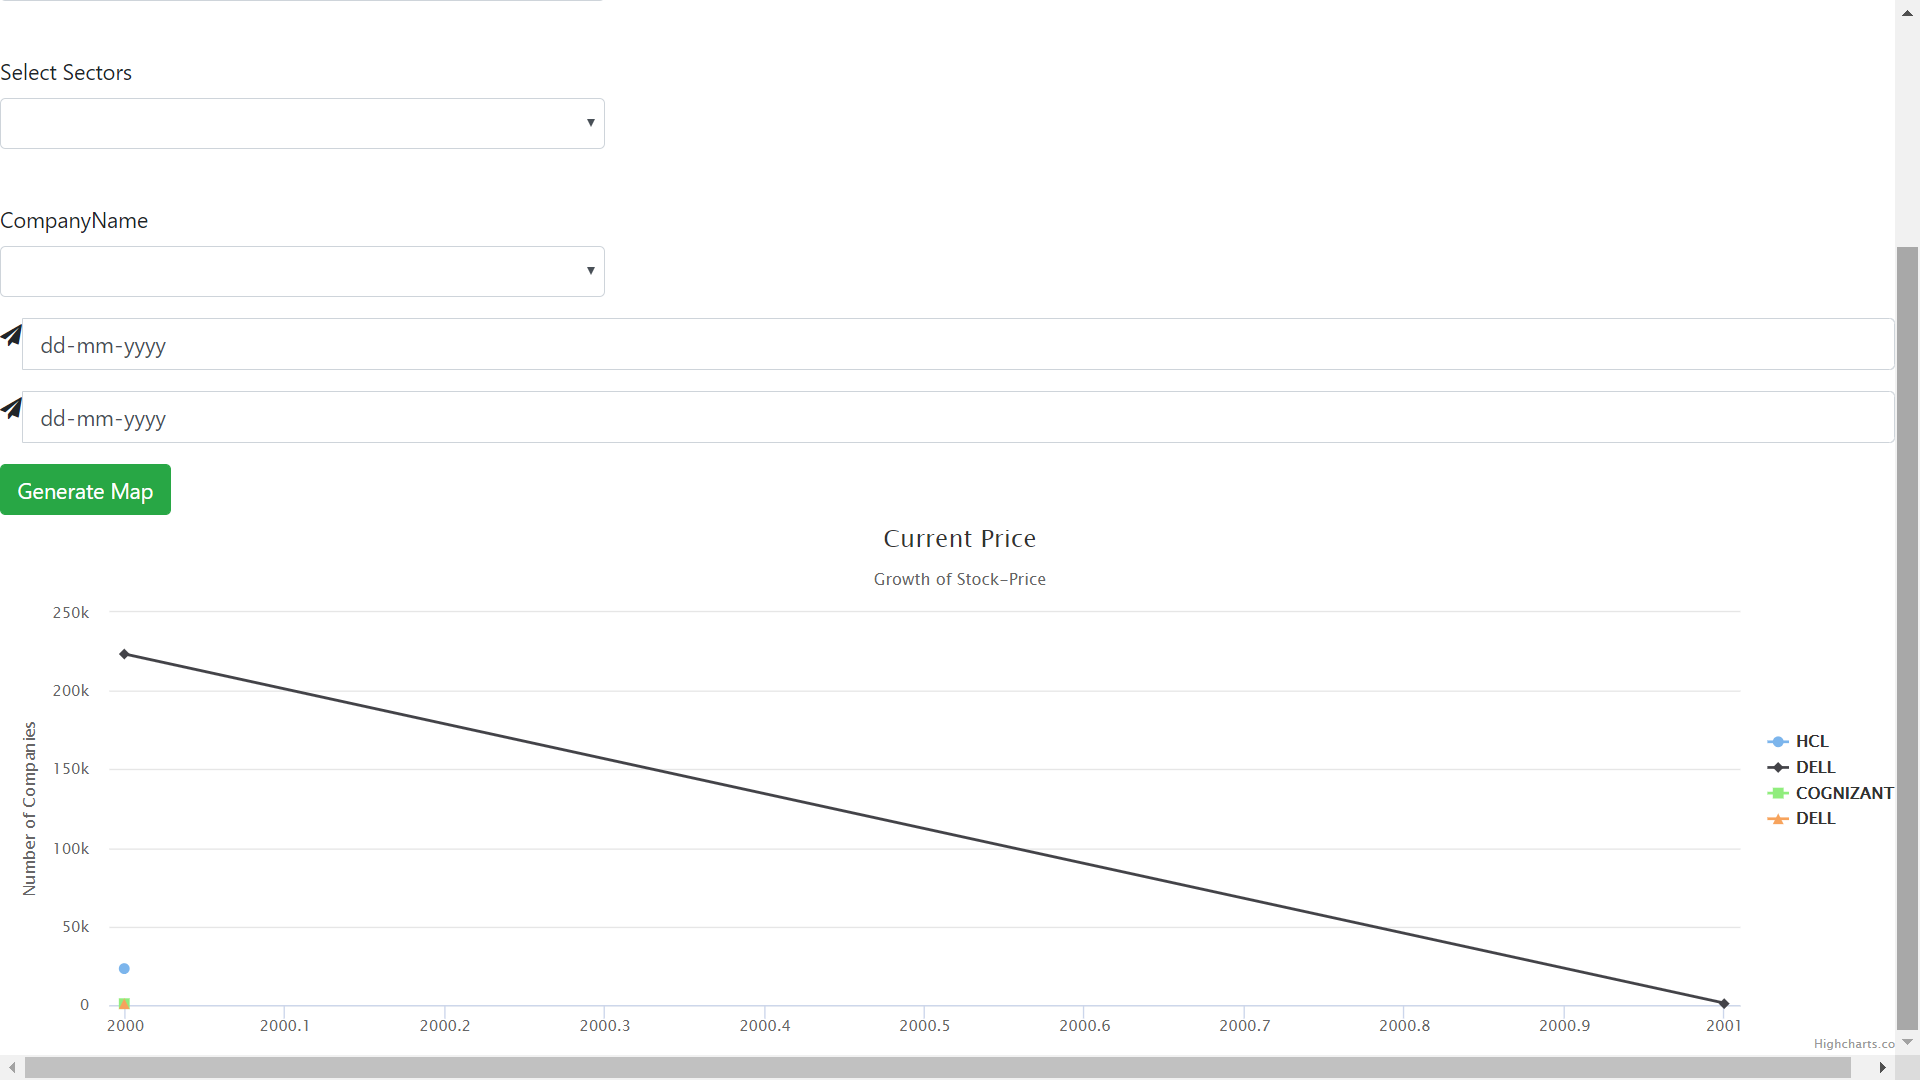 Select Sectors
CompanyName
dd-mm-yyyy
dd-mm-yyyy
Generate Map
Current Price
Growth of Stock-Price
Number of Companies
250k
200k
150k
100k
50k
0
2000 2000.1 2000.2 2000.3 2000.4 2000.5 2000.6 2000.7 2000.8 2000.9 2001
HCL
DELL
COGNIZANT
DELL
Highcharts.co